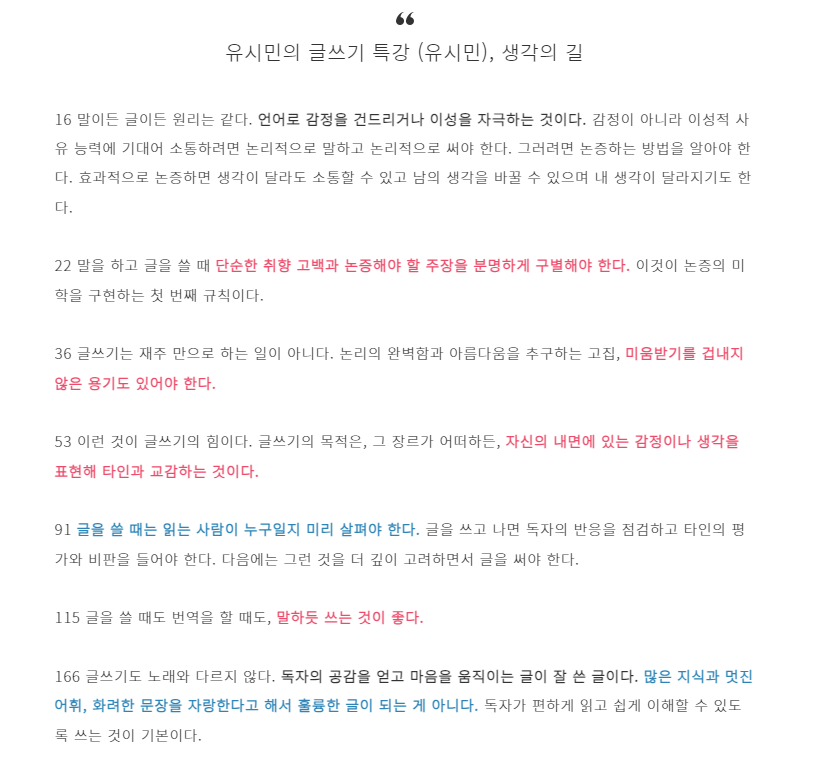 ❝
유시민의 글쓰기 특강 (유시민), 생각의 길
16 말이든 글이든 원리는 같다. 언어로 감정을 건드리거나 이성을 자극하는 것이다. 감정이 아니라 이성적 사
유 능력에 기대어 소통하려면 논리적으로 말하고 논리적으로 써야 한다. 그러려면 논증하는 방법을 알아야 한
다. 효과적으로 논증하면 생각이 달라도 소통할 수 있고 남의 생각을 바꿀 수 있으며 내 생각이 달라지기도 한
다.
22 말을 하고 글을 쓸 때 단순한 취향 고백과 논증해야 할 주장을 분명하게 구별해야 한다. 이것이 논증의 미
학을 구현하는 첫 번째 규칙이다.
36 글쓰기는 재주 만으로 하는 일이 아니다. 논리의 완벽함과 아름다움을 추구하는 고집, 미움받기를 겁내지
않은 용기도 있어야 한다.
53 이런 것이 글쓰기의 힘이다. 글쓰기의 목적은, 그 장르가 어떠하든, 자신의 내면에 있는 감정이나 생각을
표현해 타인과 교감하는 것이다.
91 글을 쓸 때는 읽는 사람이 누구일지 미리 살펴야 한다. 글을 쓰고 나면 독자의 반응을 점검하고 타인의 평
가와 비판을 들어야 한다. 다음에는 그런 것을 더 깊이 고려하면서 글을 써야 한다.
115 글을 쓸 때도 번역을 할 때도, 말하듯 쓰는 것이 좋다.
166 글쓰기도 노래와 다르지 않다. 독자의 공감을 얻고 마음을 움직이는 글이 잘 쓴 글이다. 많은 지식과 멋진
어휘, 화려한 문장을 자랑한다고 해서 훌륭한 글이 되는 게 아니다. 독자가 편하게 읽고 쉽게 이해할 수 있도
록 쓰는 것이 기본이다.